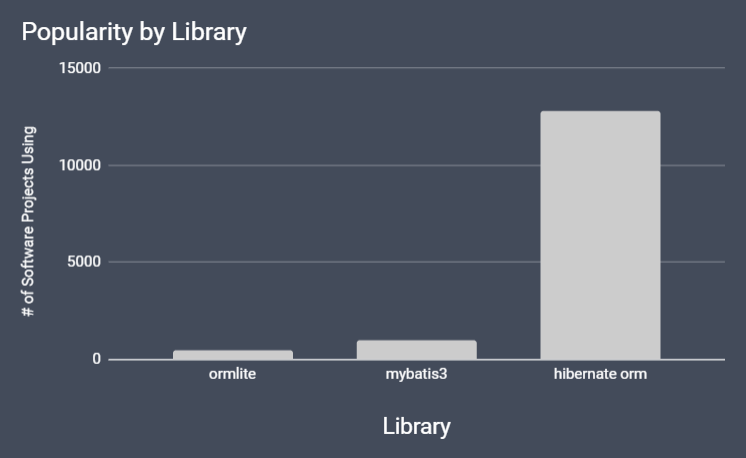 Popularity by Library
# of Software Projects Using
15000
10000
5000
0
ormlite
mybatis3
hibernate orm
Library